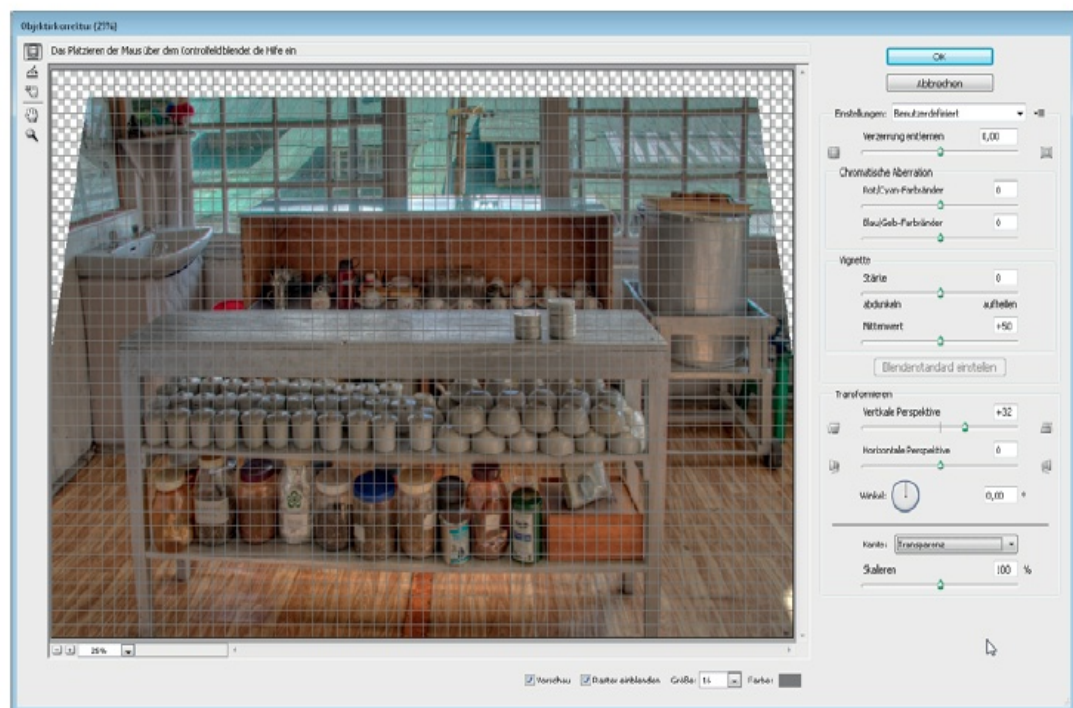 Objektivkorrektur (25%)
Das Platzieren der Maus über dem Kontrollfeld blendet die Hilfe ein
OK
Abbrechen
Einstellungen: Benutzerdefiniert
Verzerrung entfernen 0,00
Chromatische Aberration
Rot/Cyan-Farbränder 0
Blau/Gelb-Farbränder 0
Vignette
Stärke 0
abdunkeln aufhellen
Mittenwert +50
Blendenstandard einstellen
Transformieren
Vertikale Perspektive +32
Horizontale Perspektive 0
Winkel: 0,00 °
Kante: Transparenz
Skalieren 100 %
25%
Vorschau Raster einblenden Größe: 16 Farbe: